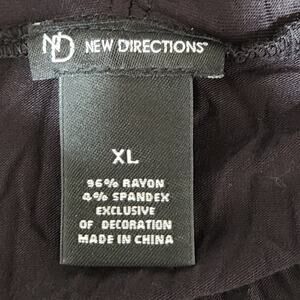 ND NEW DIRECTIONS™
XL
96% RAYON
4% SPANDEX
EXCLUSIVE
OF DECORATION
MADE IN CHINA